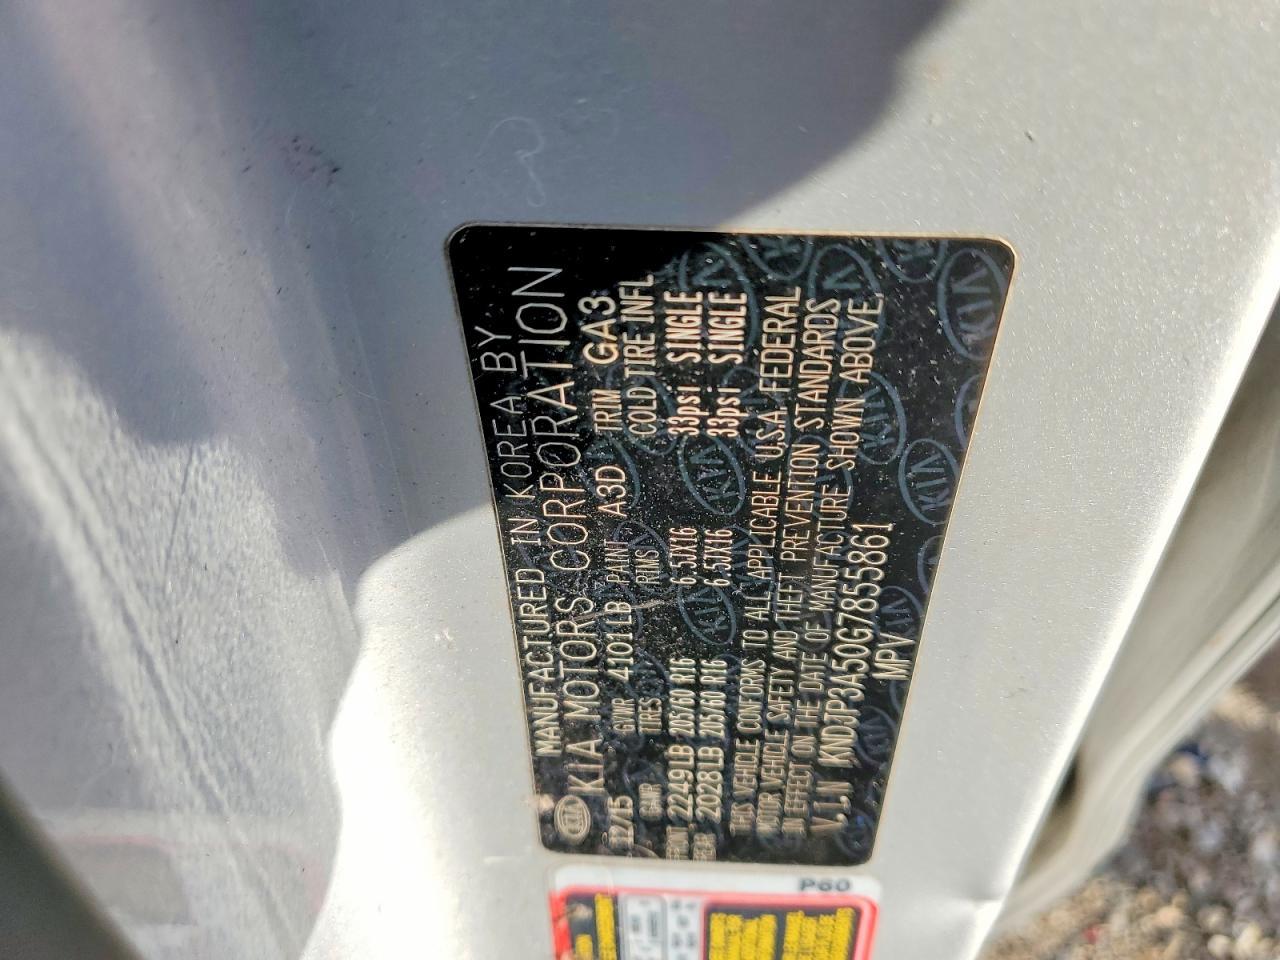 MANUFACTURED IN KOREA BY
KIA KIA MOTORS CORPORATION
12/15 GVWR 4101LB PAINT A3D TRIM GA3
GAWR TIRES RIMS COLD TIRE INFL
FRONT 2249LB 205/60 R16 6.5JX16 33psi SINGLE
REAR 2028LB 205/60 R16 6.5JX16 33psi SINGLE
THIS VEHICLE CONFORMS TO ALL APPLICABLE U.S.A. FEDERAL
MOTOR VEHICLE SAFETY AND THEFT PREVENTION STANDARDS
IN EFFECT ON THE DATE OF MANUFACTURE SHOWN ABOVE.
V.I.N KNDJP3A50G7855861
MPV
P60